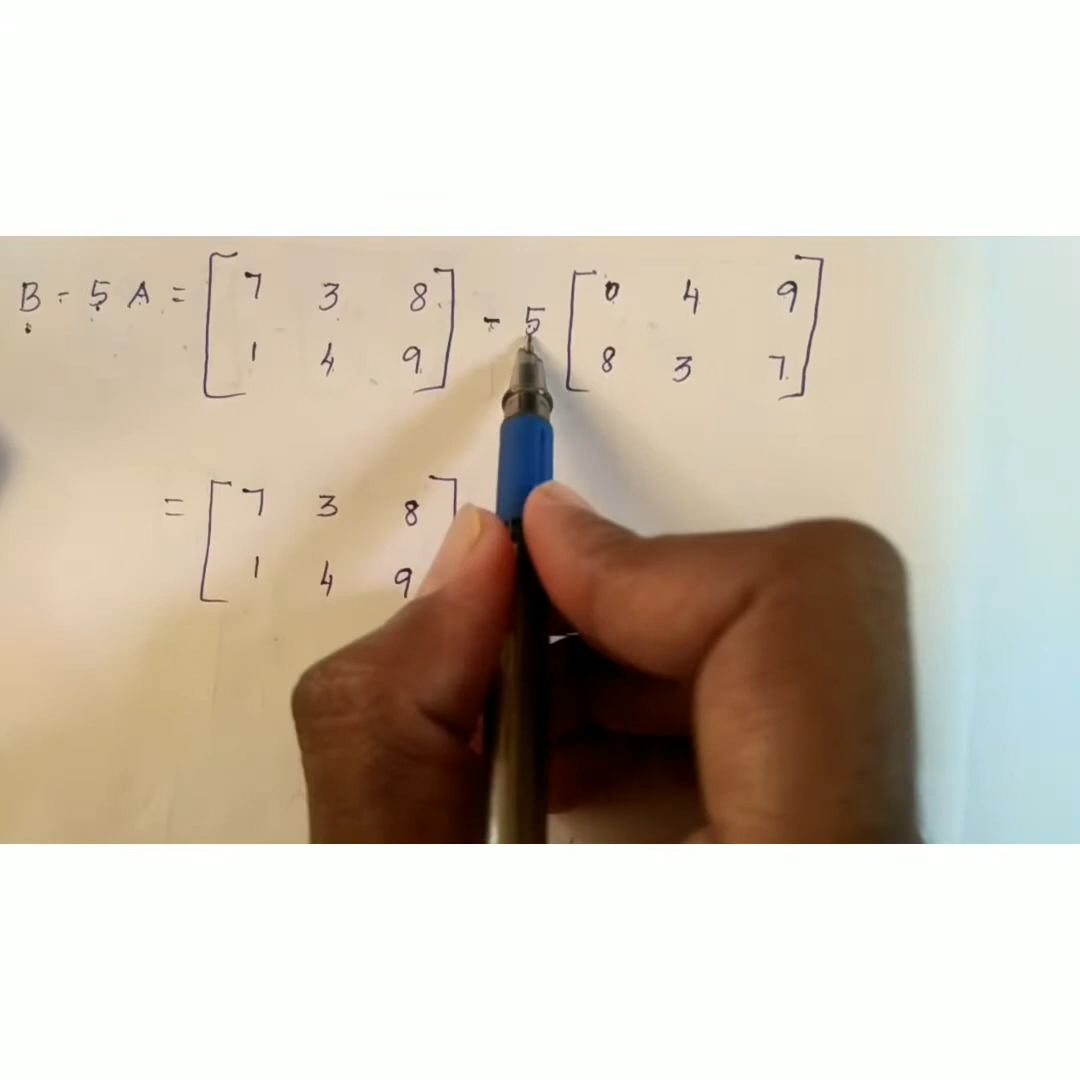 B - 5 A = [ 7 3 8 - 5 [ 0 4 9 ]
1 4 9 ] 8 3 7
= [ 7 3 8 ]
1 4 9